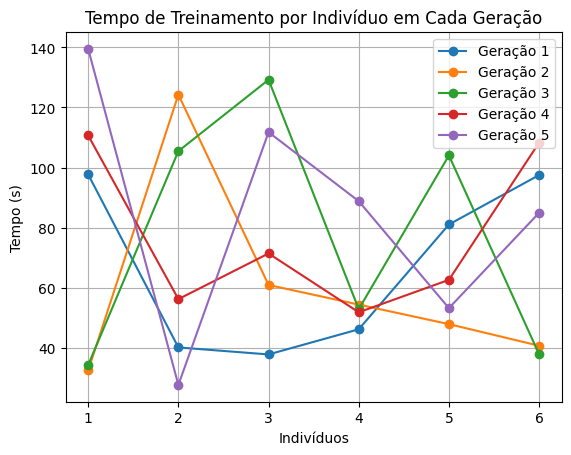 Tempo de Treinamento por Indivíduo em Cada Geração
140
120
100
80
60
40
Tempo (s)
Geração 1
Geração 2
Geração 3
Geração 4
Geração 5
1 2 3 4 5 6
Indivíduos